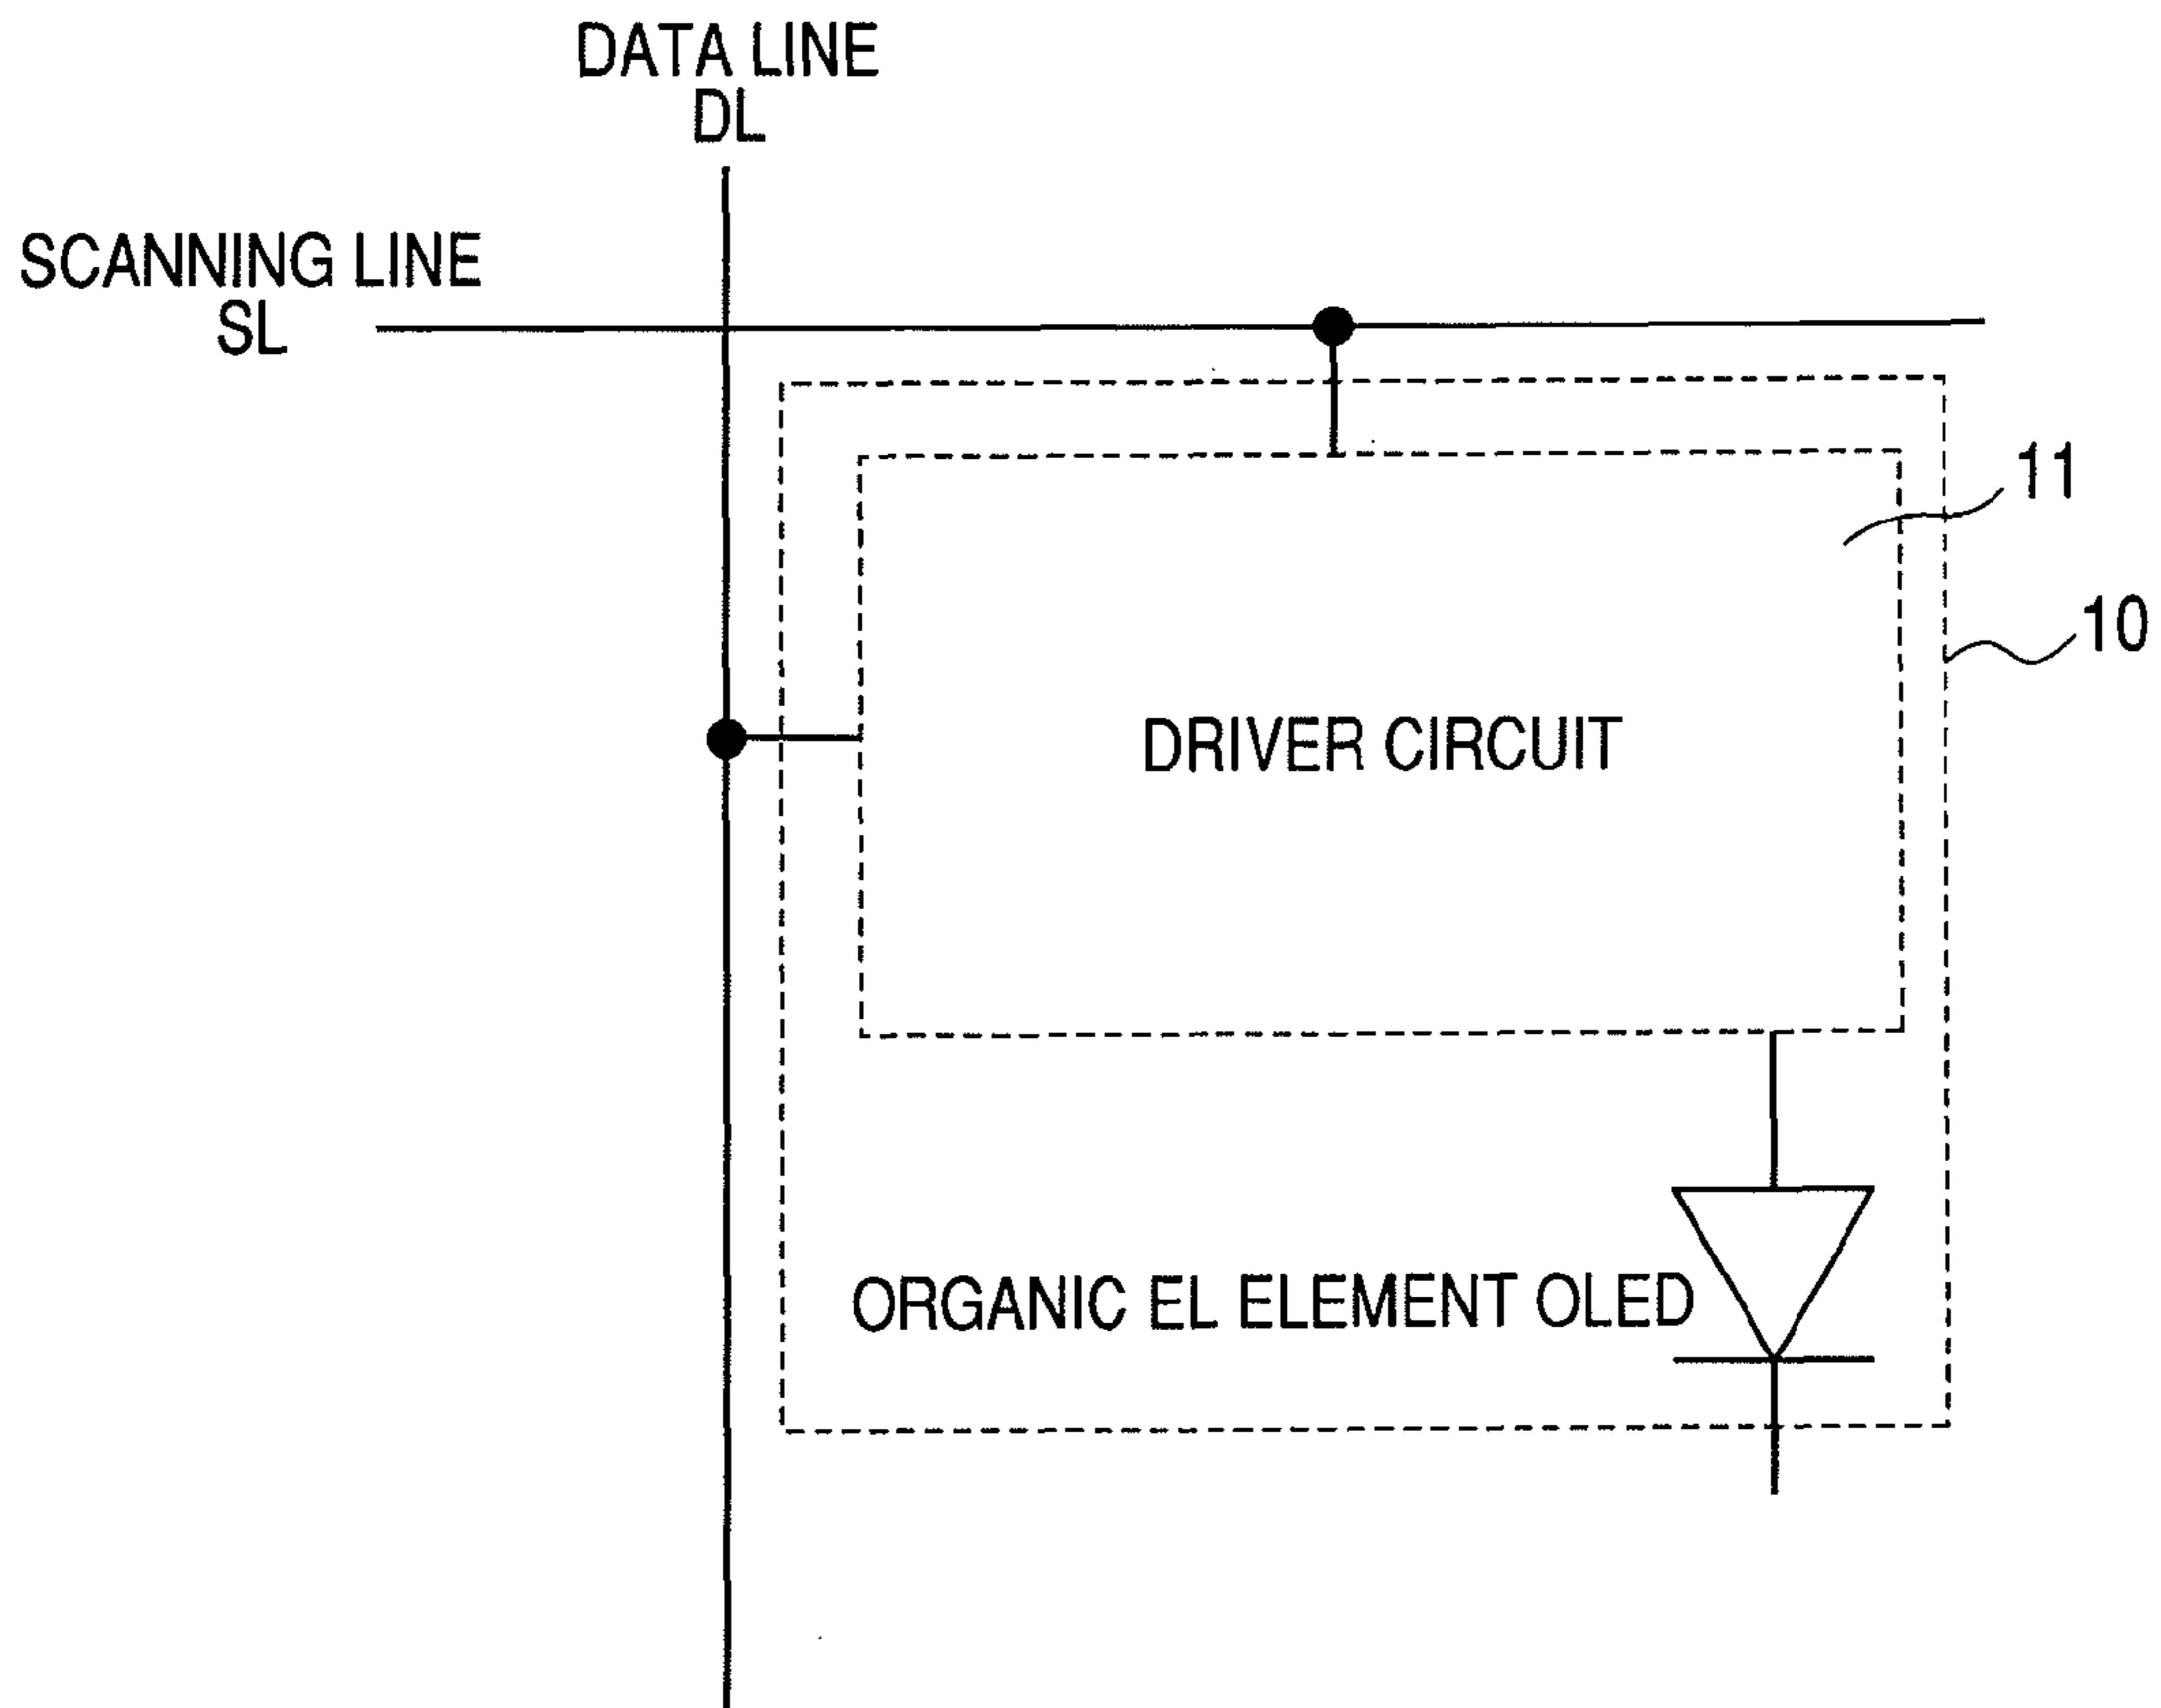 DATA LINE
DL
SCANNING LINE
SL
11
10
DRIVER CIRCUIT
ORGANIC EL ELEMENT OLED